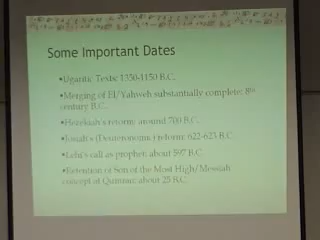 Some Important Dates
•Ugaritic Texts: 1350-1150 B.C.
•Merging of El/Yahweh substantially complete: 8th
century B.C.
•Hezekiah's reform: around 700 B.C.
•Josiah's (Deuteronomic) reform: 622-623 B.C.
•Lehi's call as prophet: about 597 B.C.
•Retention of Son of the Most High/Messiah
concept at Qumran: about 25 B.C.